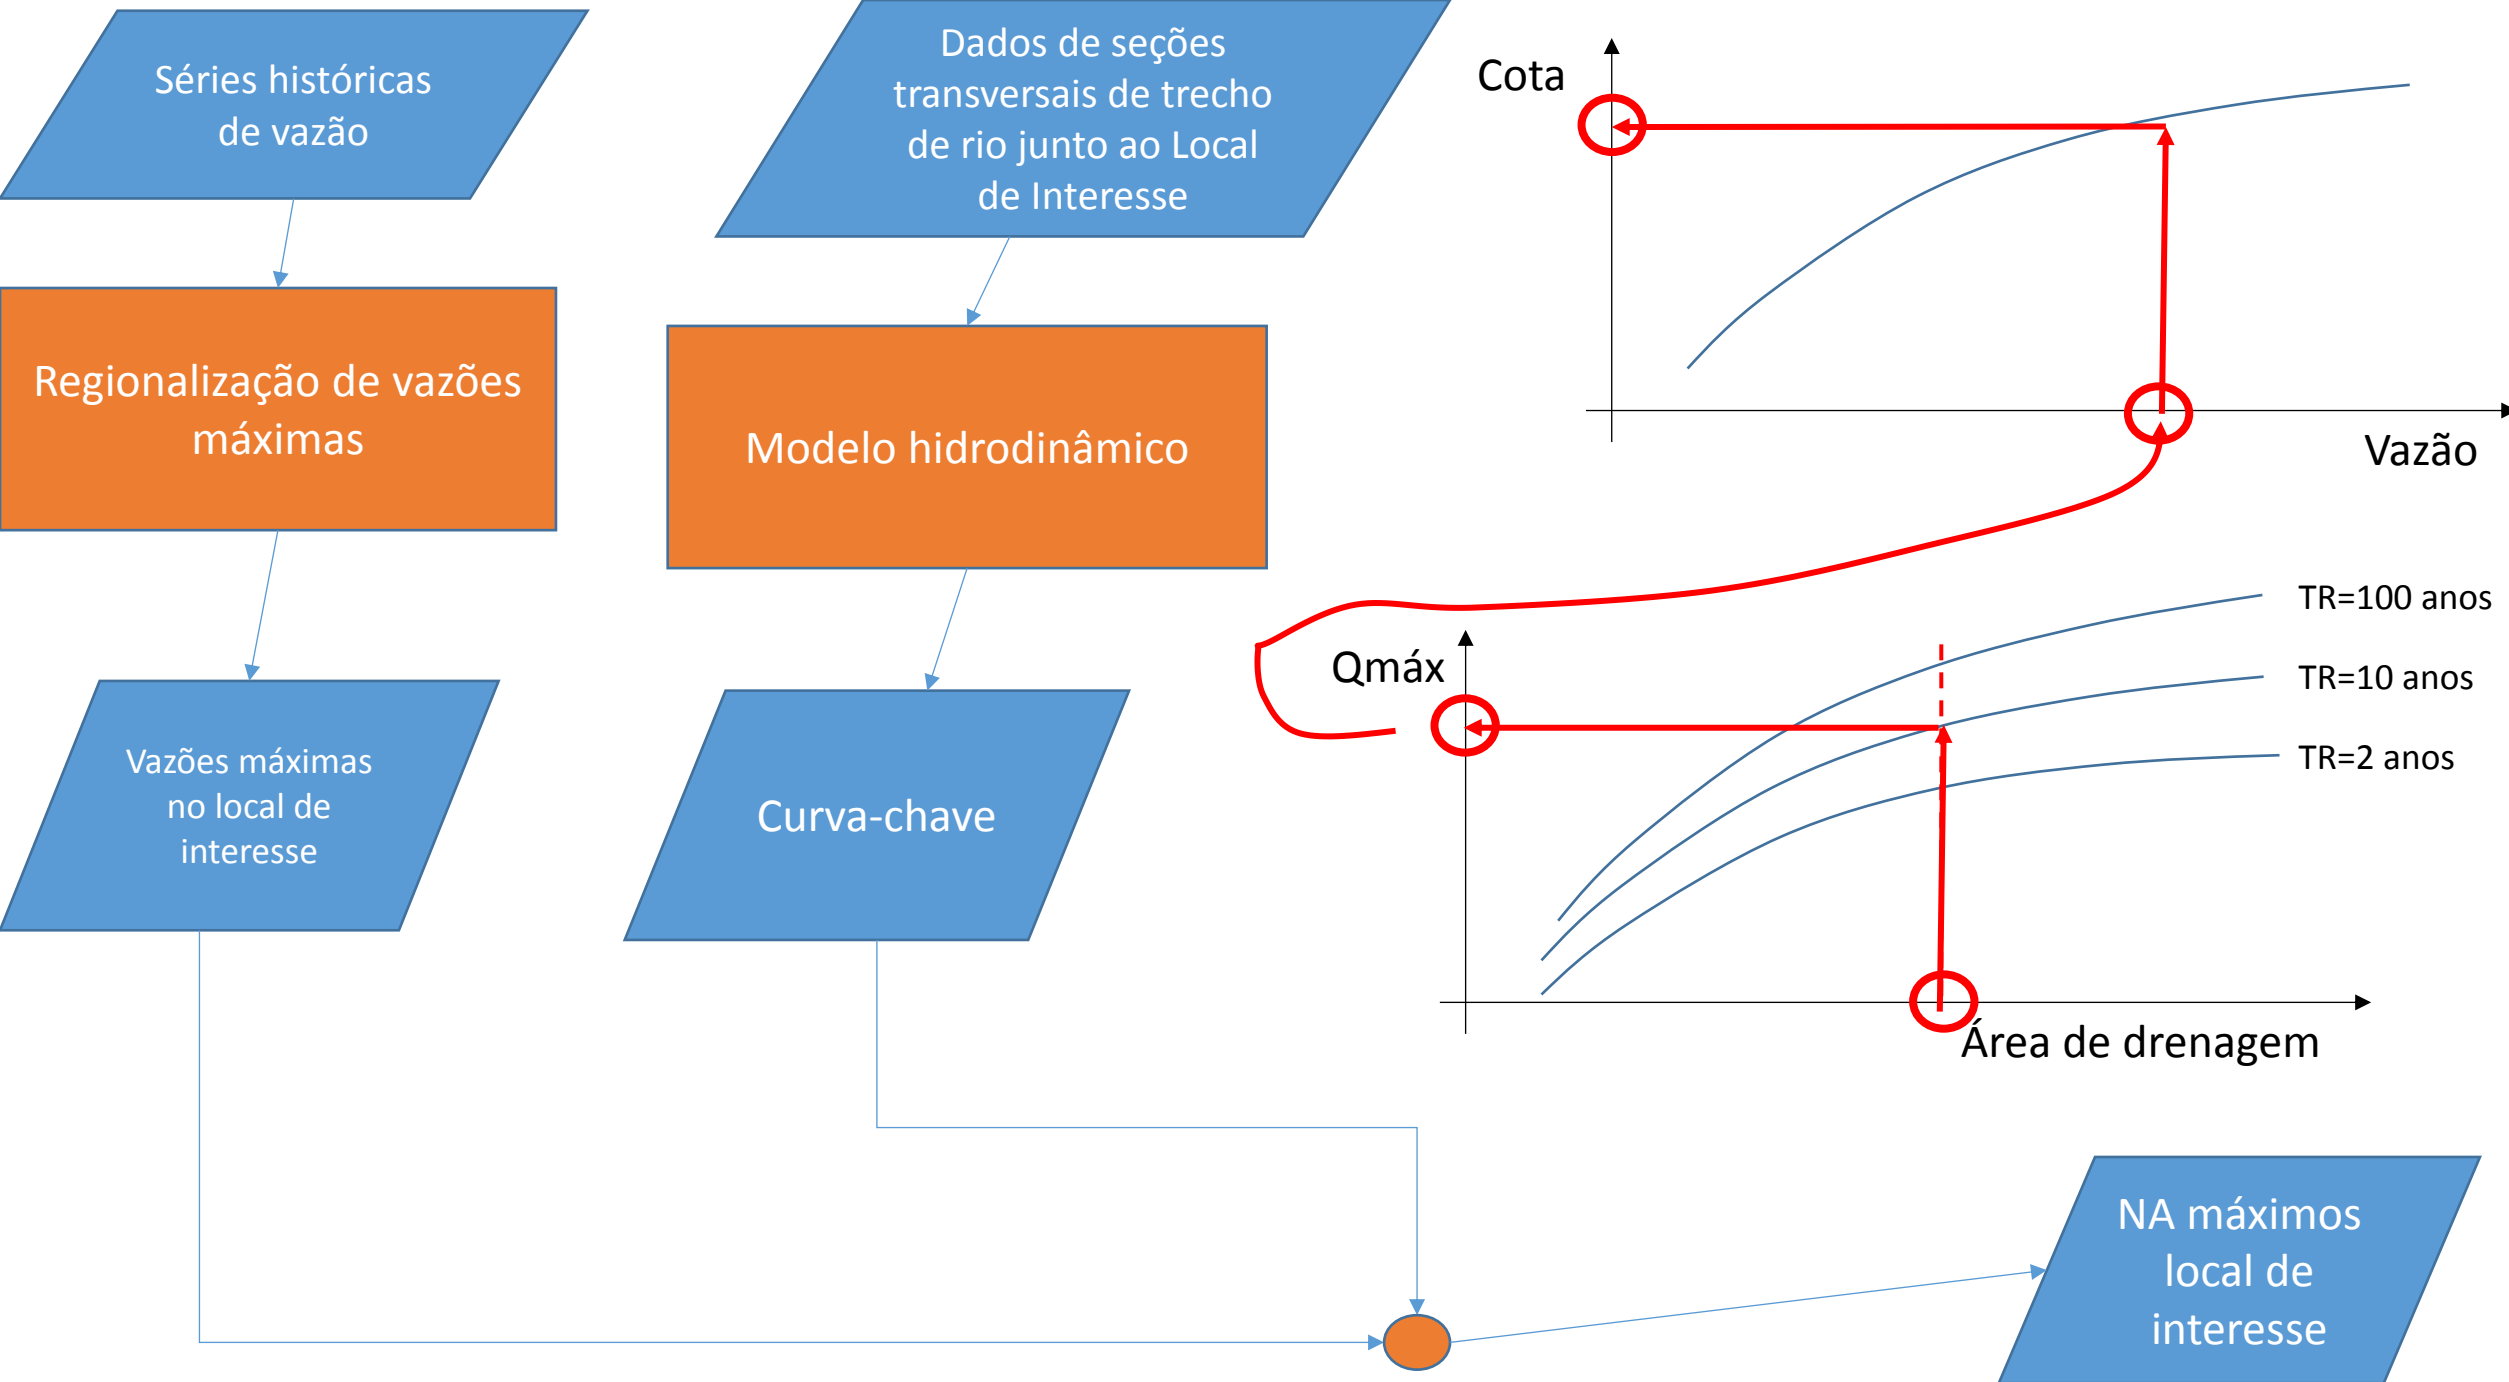 Séries históricas
de vazão
Dados de seções
transversais de trecho
de rio junto ao Local
de Interesse
Cota
Vazão
Regionalização de vazões
máximas
Modelo hidrodinâmico
TR=100 anos
TR=10 anos
TR=2 anos
Qmáx
Área de drenagem
Vazões máximas
no local de
interesse
Curva-chave
NA máximos
local de
interesse